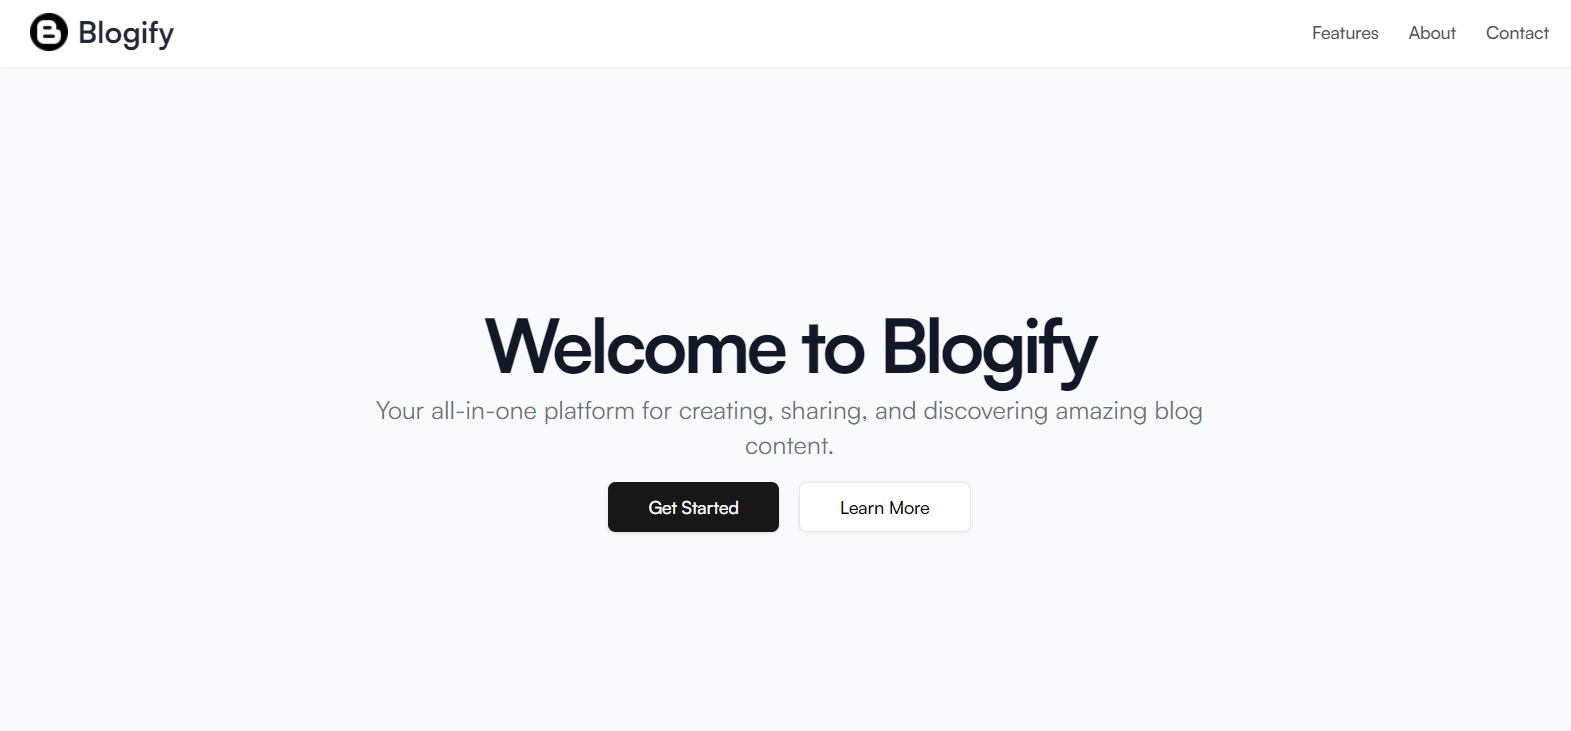 Blogify
Features
About
Contact
Welcome to Blogify
Your all-in-one platform for creating, sharing, and discovering amazing blog
content.
Get Started
Learn More